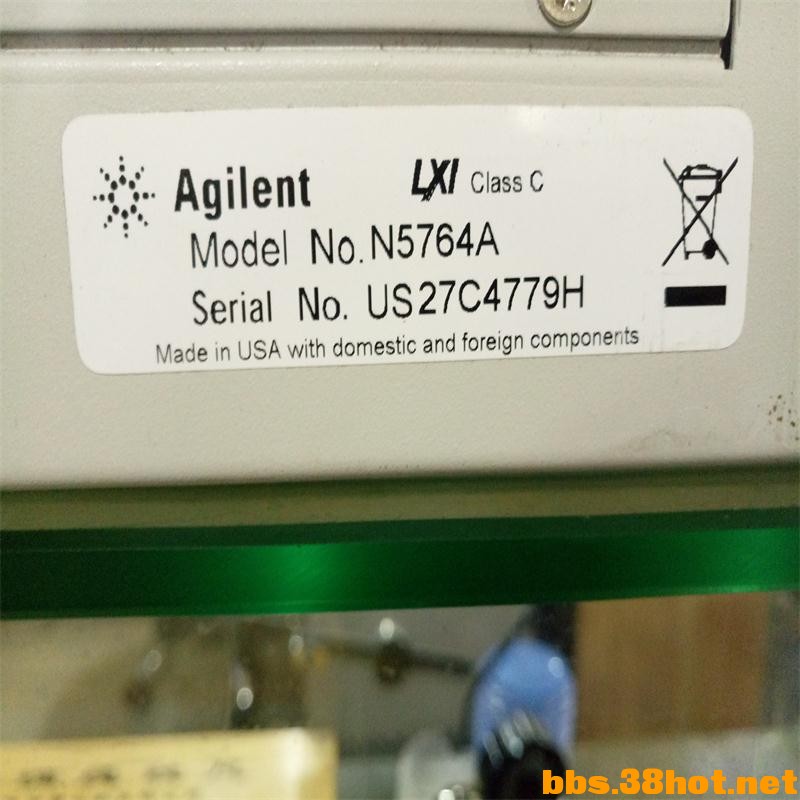 Agilent LXI Class C
Model No. N5764A
Serial No. US27C4779H
Made in USA with domestic and foreign components
bbs.38hot.net